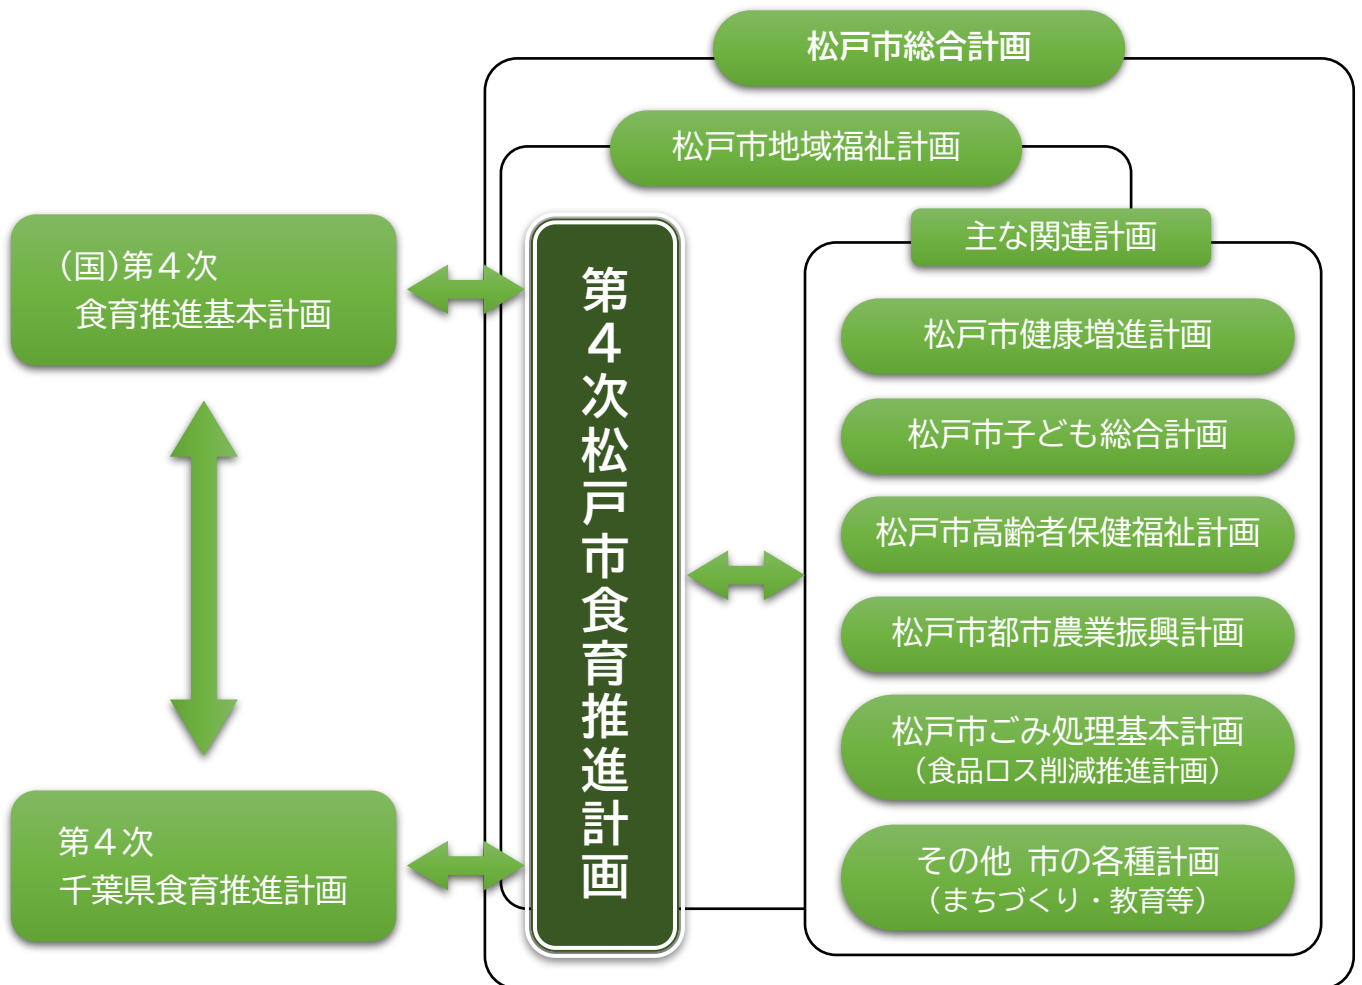 松戸市総合計画
松戸市地域福祉計画
主な関連計画
(国)第４次
食育推進基本計画
第４次松戸市食育推進計画
松戸市健康増進計画
松戸市子ども総合計画
松戸市高齢者保健福祉計画
松戸市都市農業振興計画
松戸市ごみ処理基本計画
（食品ロス削減推進計画）
その他 市の各種計画
（まちづくり・教育等）
第４次
千葉県食育推進計画